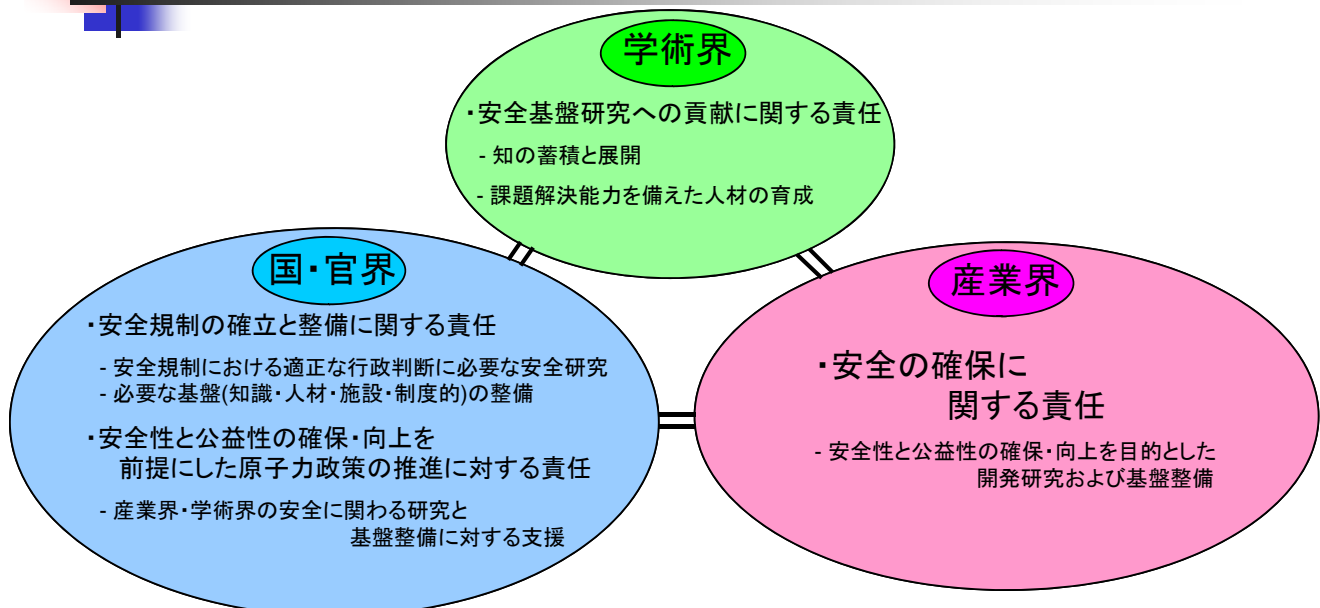 学術界
・安全基盤研究への貢献に関する責任
- 知の蓄積と展開
- 課題解決能力を備えた人材の育成
国・官界
・安全規制の確立と整備に関する責任
- 安全規制における適正な行政判断に必要な安全研究
- 必要な基盤(知識・人材・施設・制度的)の整備
・安全性と公益性の確保・向上を
前提にした原子力政策の推進に対する責任
- 産業界・学術界の安全に関わる研究と
基盤整備に対する支援
産業界
・安全の確保に
関する責任
- 安全性と公益性の確保・向上を目的とした
開発研究および基盤整備